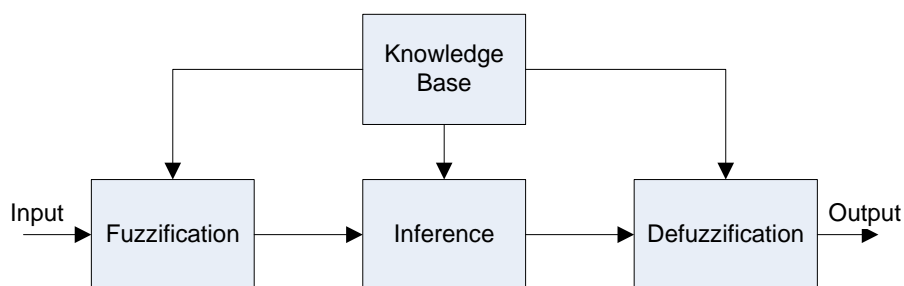 Knowledge
Base
Input
Fuzzification
Inference
Defuzzification
Output